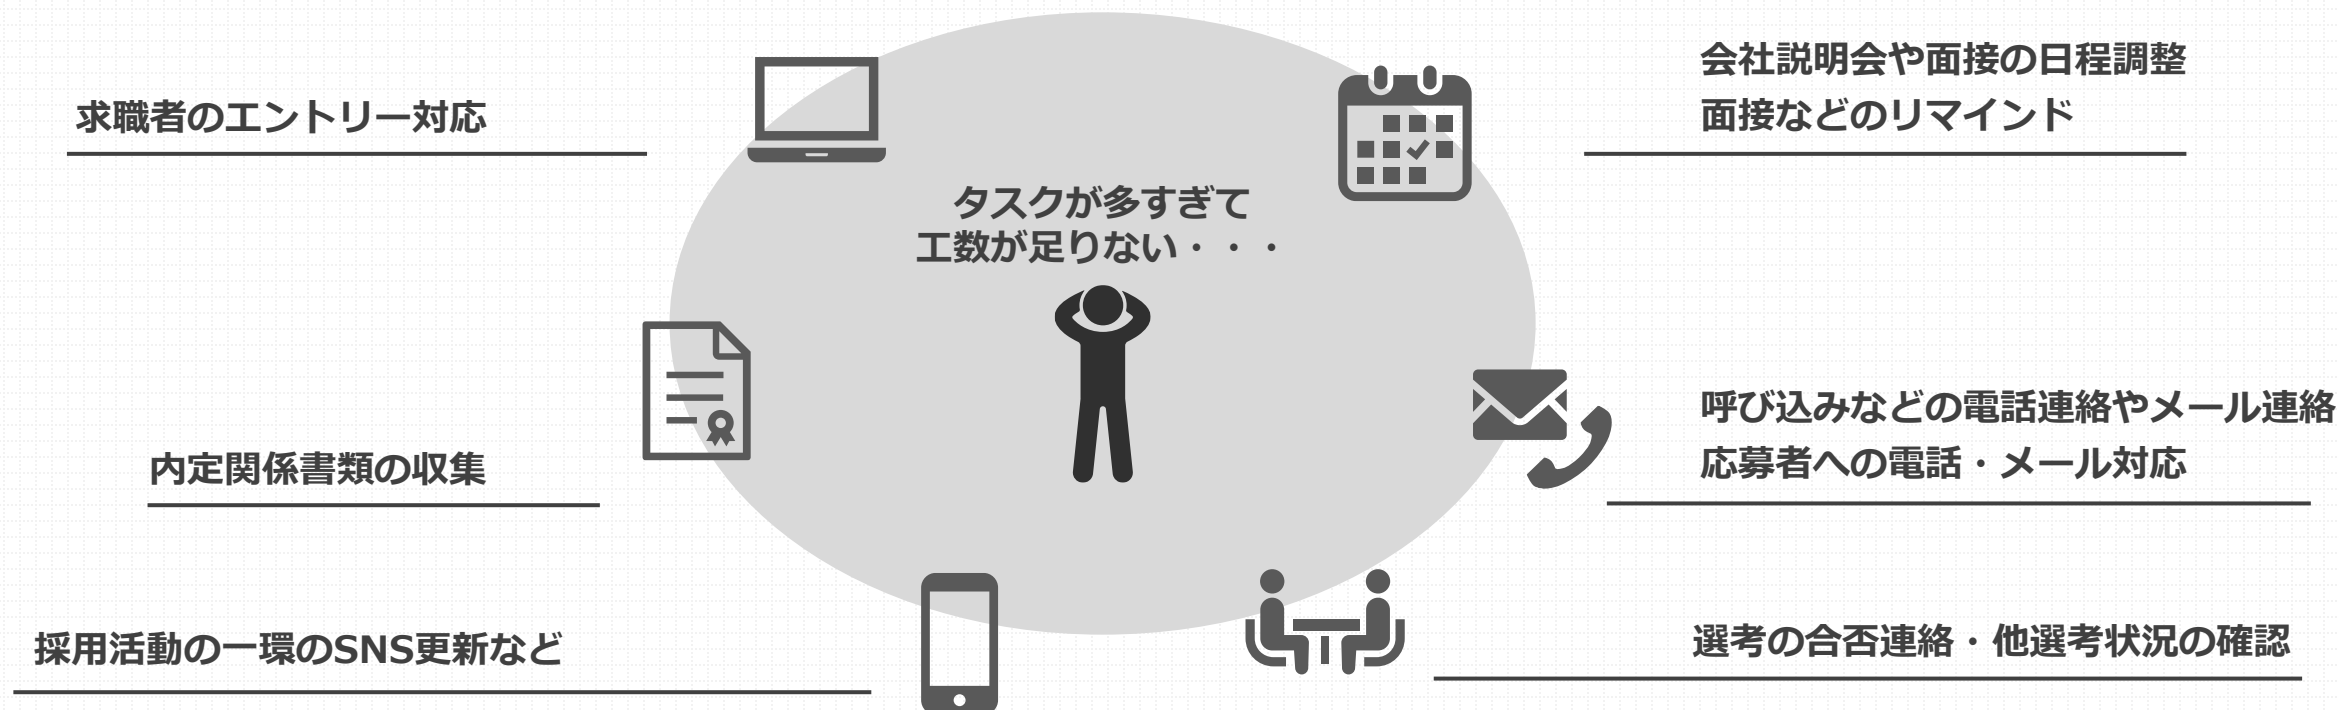 求職者のエントリー対応
会社説明会や面接の日程調整
面接などのリマインド
タスクが多すぎて
工数が足りない・・・
内定関係書類の収集
呼び込みなどの電話連絡やメール連絡
応募者への電話・メール対応
採用活動の一環のSNS更新など
選考の合否連絡・他選考状況の確認